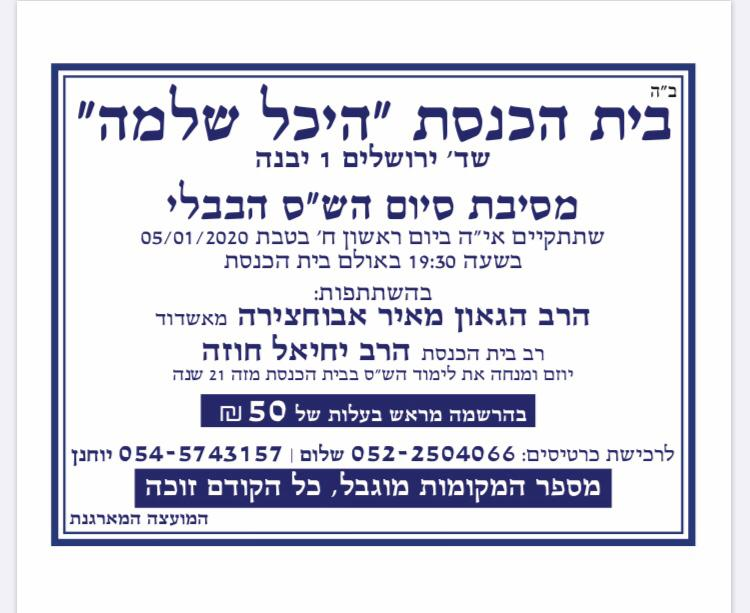 ב"ה
בית הכנסת "היכל שלמה"
שד' ירושלים 1 יבנה
מסיבת סיום הש"ס הבבלי
שתתקיים אי"ה ביום ראשון ח' בטבת 05/01/2020
בשעה 19:30 באולם בית הכנסת
בהשתתפות:
הרב הגאון מאיר אבוחצירה מאשדוד
רב בית הכנסת הרב יחיאל חוזה
יוזם ומנחה את לימוד הש"ס בבית הכנסת מזה 21 שנה
בהרשמה מראש בעלות של 50 ₪
לרכישת כרטיסים: 052-2504066 שלום | 054-5743157 יוחנן
מספר המקומות מוגבל, כל הקודם זוכה
המועצה המארגנת